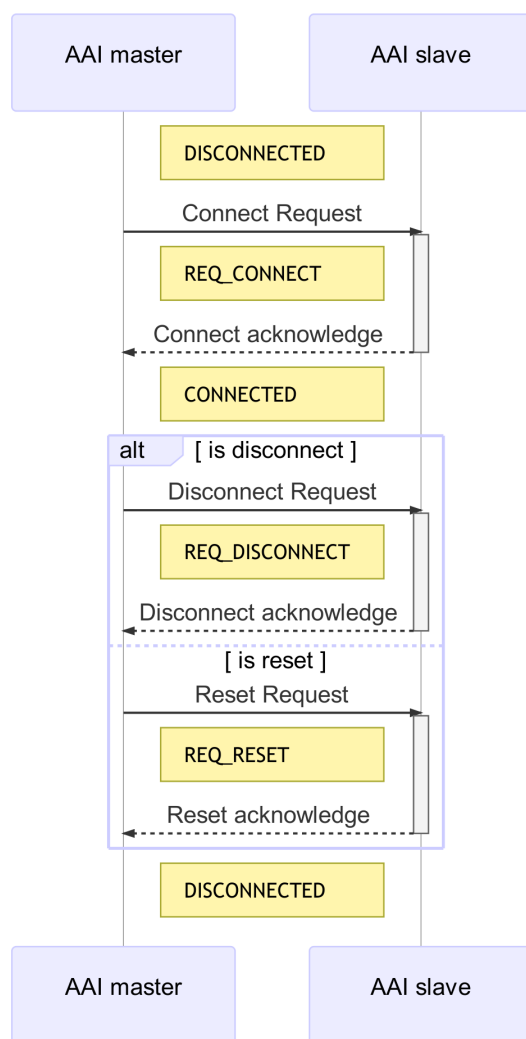 AAI master
AAI slave
DISCONNECTED
Connect Request
REQ_CONNECT
Connect acknowledge
CONNECTED
alt
[ is disconnect ]
Disconnect Request
REQ_DISCONNECT
Disconnect acknowledge
[ is reset ]
Reset Request
REQ_RESET
Reset acknowledge
DISCONNECTED
AAI master
AAI slave